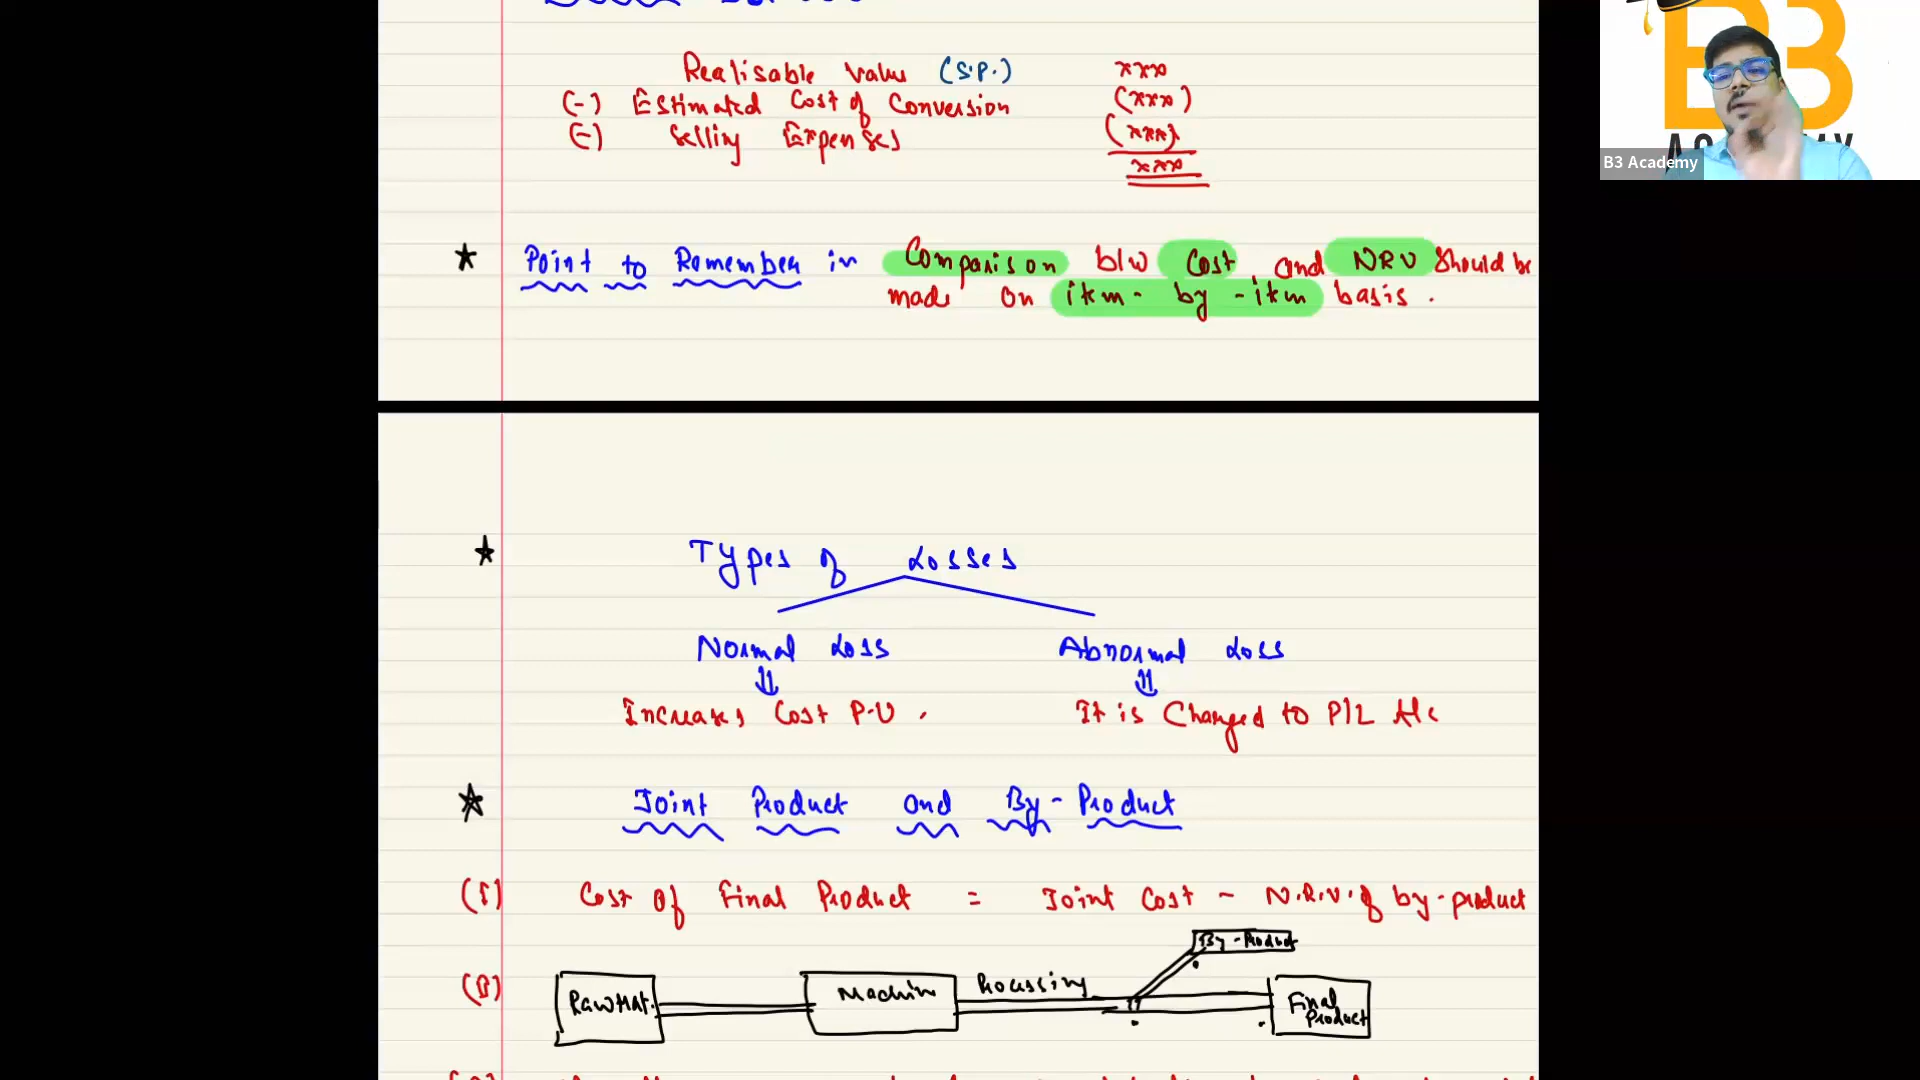 Realisable Value (S.P.) xxx
(-) Estimated Cost of Conversion (xxx)
(-) Selling Expenses (xxx)
xxx
B3
ACADEMY
B3 Academy
★ Point to Remember in Comparison b/w Cost and NRV Should be
made on item-by-item basis.
★ Types of Losses
Normal Loss Abnormal Loss
Increases Cost P.U. It is Charged to P/L A/c
★ Joint Product and By-Product
(1) Cost of Final Product = Joint Cost - N.R.V. of by-product
By-Product
Raw Mat. Machine Processing Final
Product